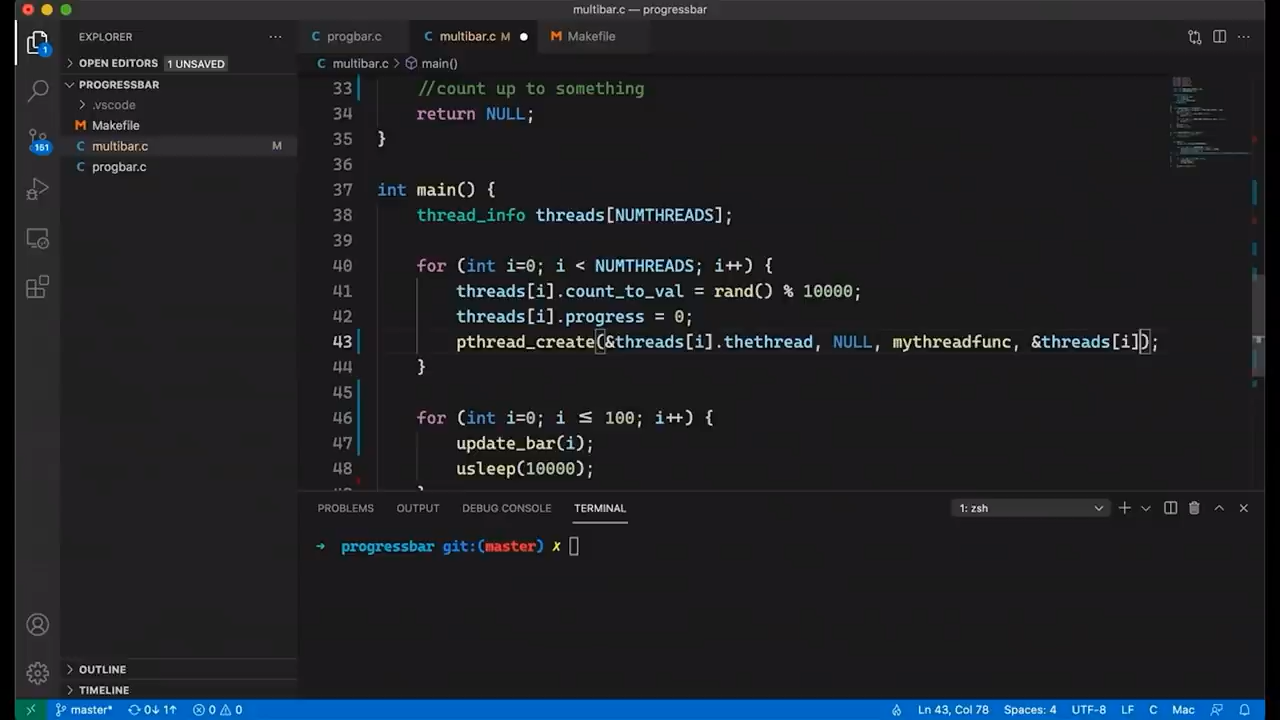 multibar.c — progressbar
EXPLORER
progbar.c
multibar.c M
Makefile
1
OPEN EDITORS 1 UNSAVED
multibar.c > main()
PROGRESSBAR
.vscode
Makefile
multibar.c M
progbar.c
161
33 //count up to something
34 return NULL;
35 }
36
37 int main() {
38 thread_info threads[NUMTHREADS];
39
40 for (int i=0; i < NUMTHREADS; i++) {
41 threads[i].count_to_val = rand() % 10000;
42 threads[i].progress = 0;
43 pthread_create(&threads[i].thethread, NULL, mythreadfunc, &threads[i]);
44 }
45
46 for (int i=0; i ≤ 100; i++) {
47 update_bar(i);
48 usleep(10000);
PROBLEMS OUTPUT DEBUG CONSOLE TERMINAL
1: zsh
→ progressbar git:(master) ✗
OUTLINE
TIMELINE
master* 0↓ 1↑ 0 0
Ln 43, Col 78 Spaces: 4 UTF-8 LF C Mac